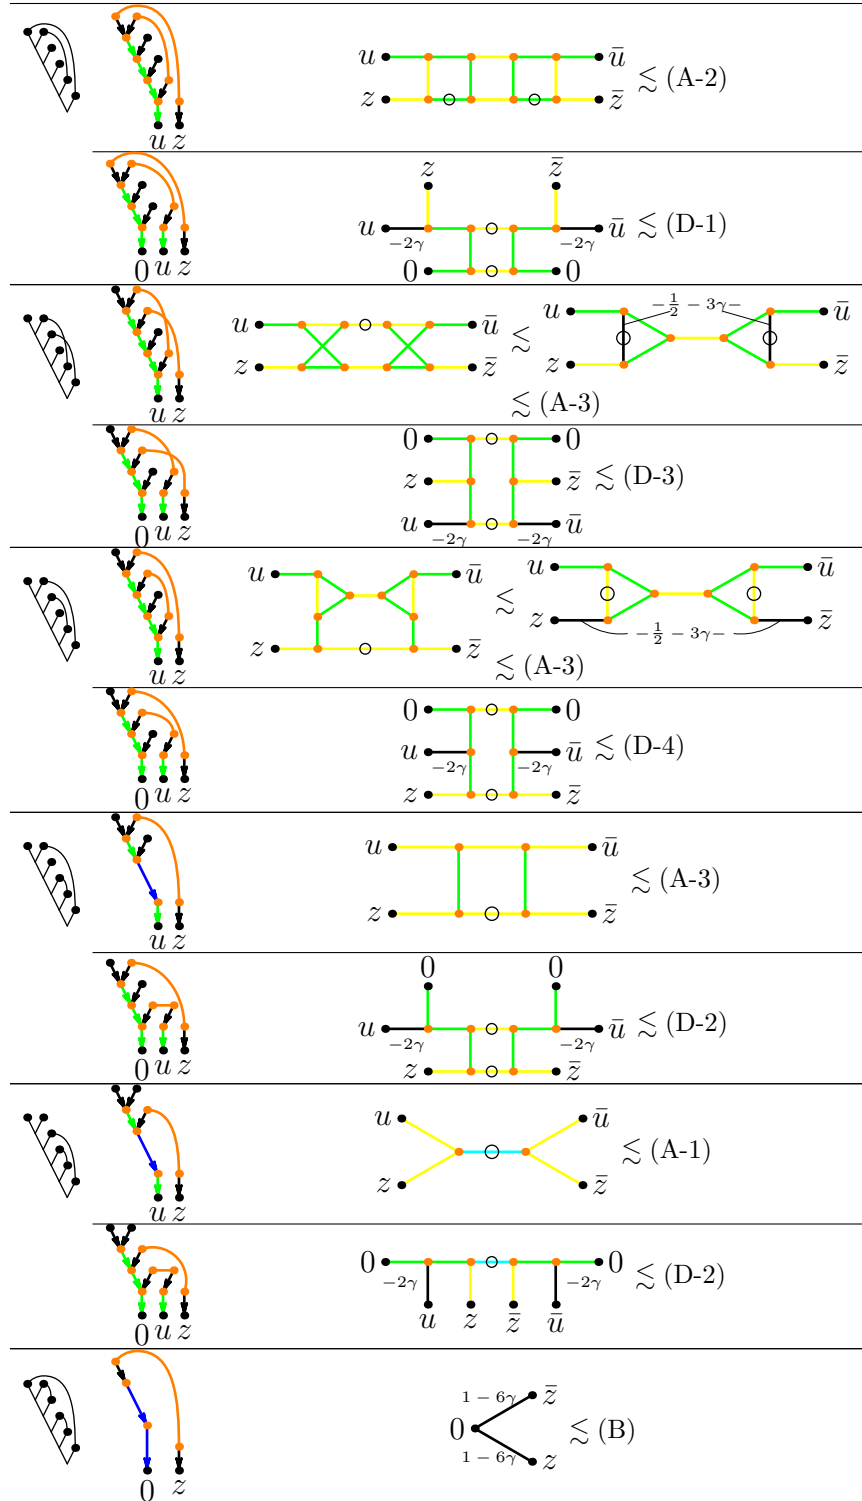 u ū
z z̄
≲ (A-2)
u z
z z̄
u −2γ −2γ ū ≲ (D-1)
0 0
0 u z
u ū ≲ −½ − 3γ− ū
z z̄ z z̄
≲ (A-3)
u z
0 0
z z̄ ≲ (D-3)
u −2γ −2γ ū
0 u z
u ū ≲ u ū
z z̄ z −½ − 3γ− z̄
≲ (A-3)
u z
0 0
u −2γ −2γ ū ≲ (D-4)
z z̄
0 u z
u ū
≲ (A-3)
z z̄
u z
0 0
u −2γ −2γ ū ≲ (D-2)
z z̄
0 u z
u ū
≲ (A-1)
z z̄
u z
0 −2γ −2γ 0 ≲ (D-2)
u z z̄ ū
0 u z
1 − 6γ z̄
0 ≲ (B)
1 − 6γ z
0 z